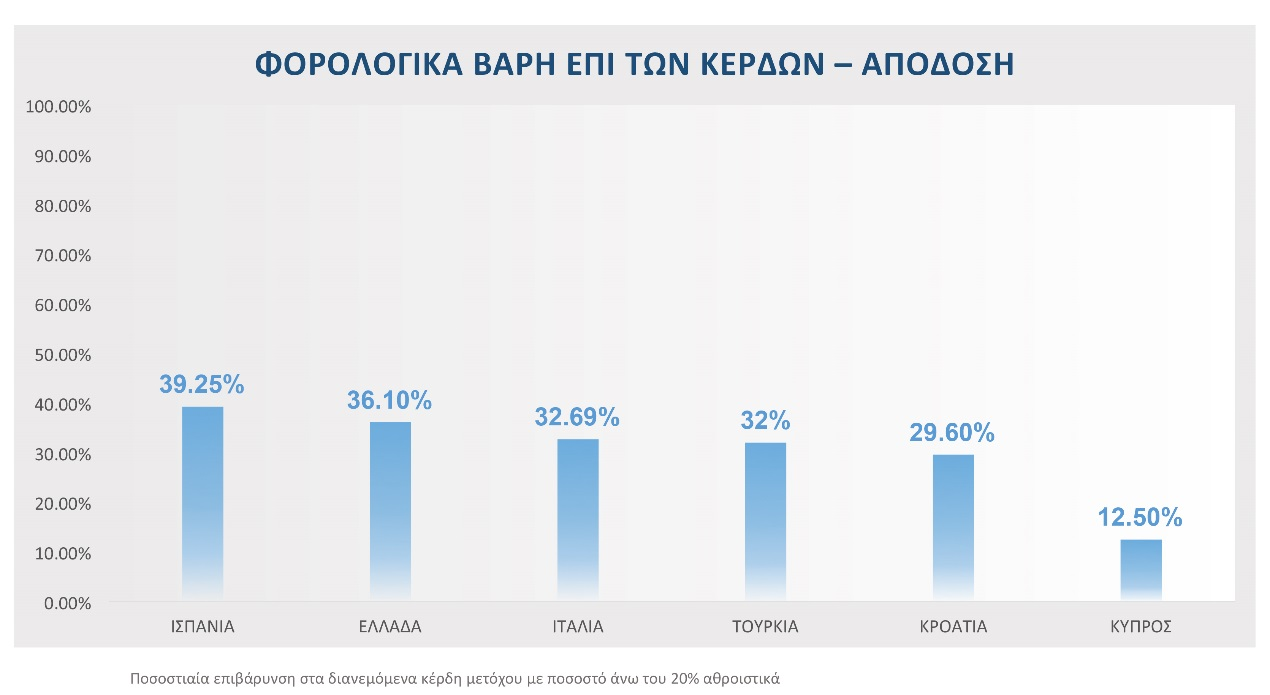 ΦΟΡΟΛΟΓΙΚΑ ΒΑΡΗ ΕΠΙ ΤΩΝ ΚΕΡΔΩΝ – ΑΠΟΔΟΣΗ
100.00%
90.00%
80.00%
70.00%
60.00%
50.00%
40.00%
30.00%
20.00%
10.00%
0.00%
39.25%
36.10%
32.69%
32%
29.60%
12.50%
ΙΣΠΑΝΙΑ
ΕΛΛΑΔΑ
ΙΤΑΛΙΑ
ΤΟΥΡΚΙΑ
ΚΡΟΑΤΙΑ
ΚΥΠΡΟΣ
Ποσοστιαία επιβάρυνση στα διανεμόμενα κέρδη μετόχου με ποσοστό άνω του 20% αθροιστικά